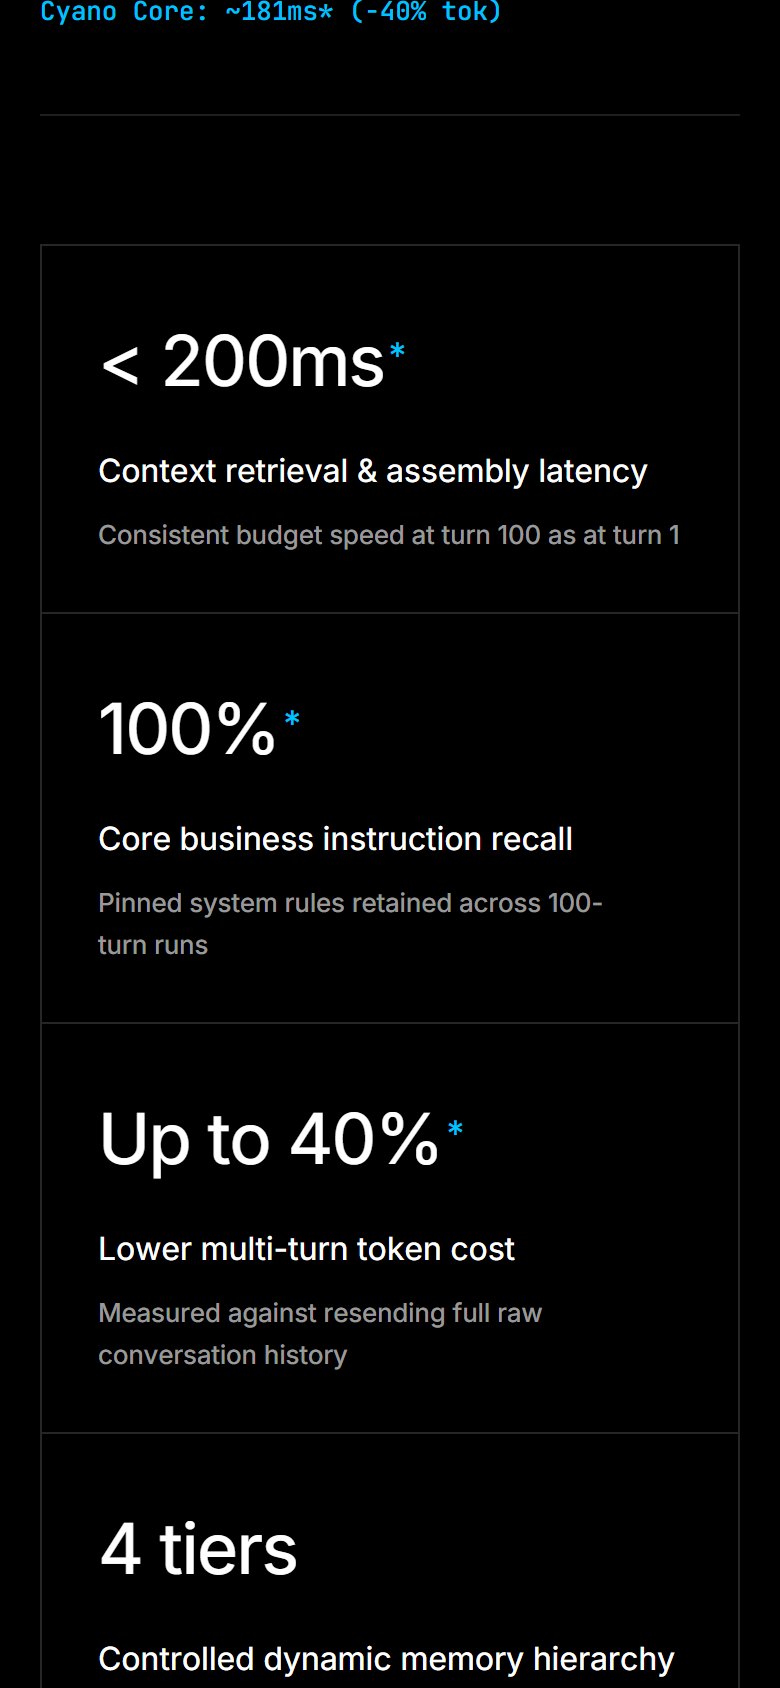 Cyano Core: ~181ms* (-40% tok)
< 200ms*
Context retrieval & assembly latency
Consistent budget speed at turn 100 as at turn 1
100%*
Core business instruction recall
Pinned system rules retained across 100-
turn runs
Up to 40%*
Lower multi-turn token cost
Measured against resending full raw
conversation history
4 tiers
Controlled dynamic memory hierarchy